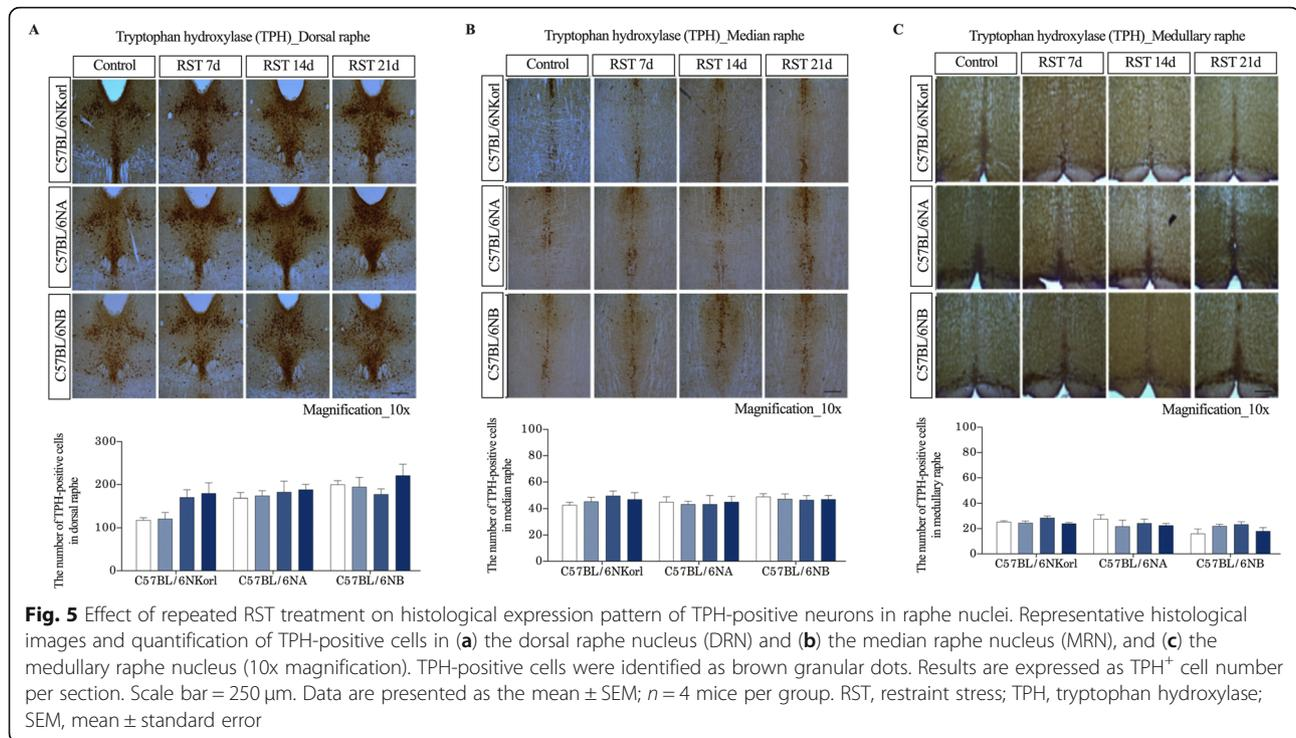 A
Tryptophan hydroxylase (TPH)_Dorsal raphe
Control
RST 7d
RST 14d
RST 21d
C57BL/6NKorl
C57BL/6NA
C57BL/6NB
Magnification_10x
The number of TPH-positive cells
in dorsal raphe
300
200
100
0
C57BL/6NKorl
C57BL/6NA
C57BL/6NB
B
Tryptophan hydroxylase (TPH)_Median raphe
Control
RST 7d
RST 14d
RST 21d
C57BL/6NKorl
C57BL/6NA
C57BL/6NB
Magnification_10x
The number of TPH-positive cells
in median raphe
100
80
60
40
20
0
C57BL/6NKorl
C57BL/6NA
C57BL/6NB
C
Tryptophan hydroxylase (TPH)_Medullary raphe
Control
RST 7d
RST 14d
RST 21d
C57BL/6NKorl
C57BL/6NA
C57BL/6NB
Magnification_10x
The number of TPH-positive cells
in medullary raphe
100
80
60
40
20
0
C57BL/6NKorl
C57BL/6NA
C57BL/6NB
Fig. 5 Effect of repeated RST treatment on histological expression pattern of TPH-positive neurons in raphe nuclei. Representative histological
images and quantification of TPH-positive cells in (a) the dorsal raphe nucleus (DRN) and (b) the median raphe nucleus (MRN), and (c) the
medullary raphe nucleus (10x magnification). TPH-positive cells were identified as brown granular dots. Results are expressed as TPH⁺ cell number
per section. Scale bar = 250 μm. Data are presented as the mean ± SEM; n = 4 mice per group. RST, restraint stress; TPH, tryptophan hydroxylase;
SEM, mean ± standard error